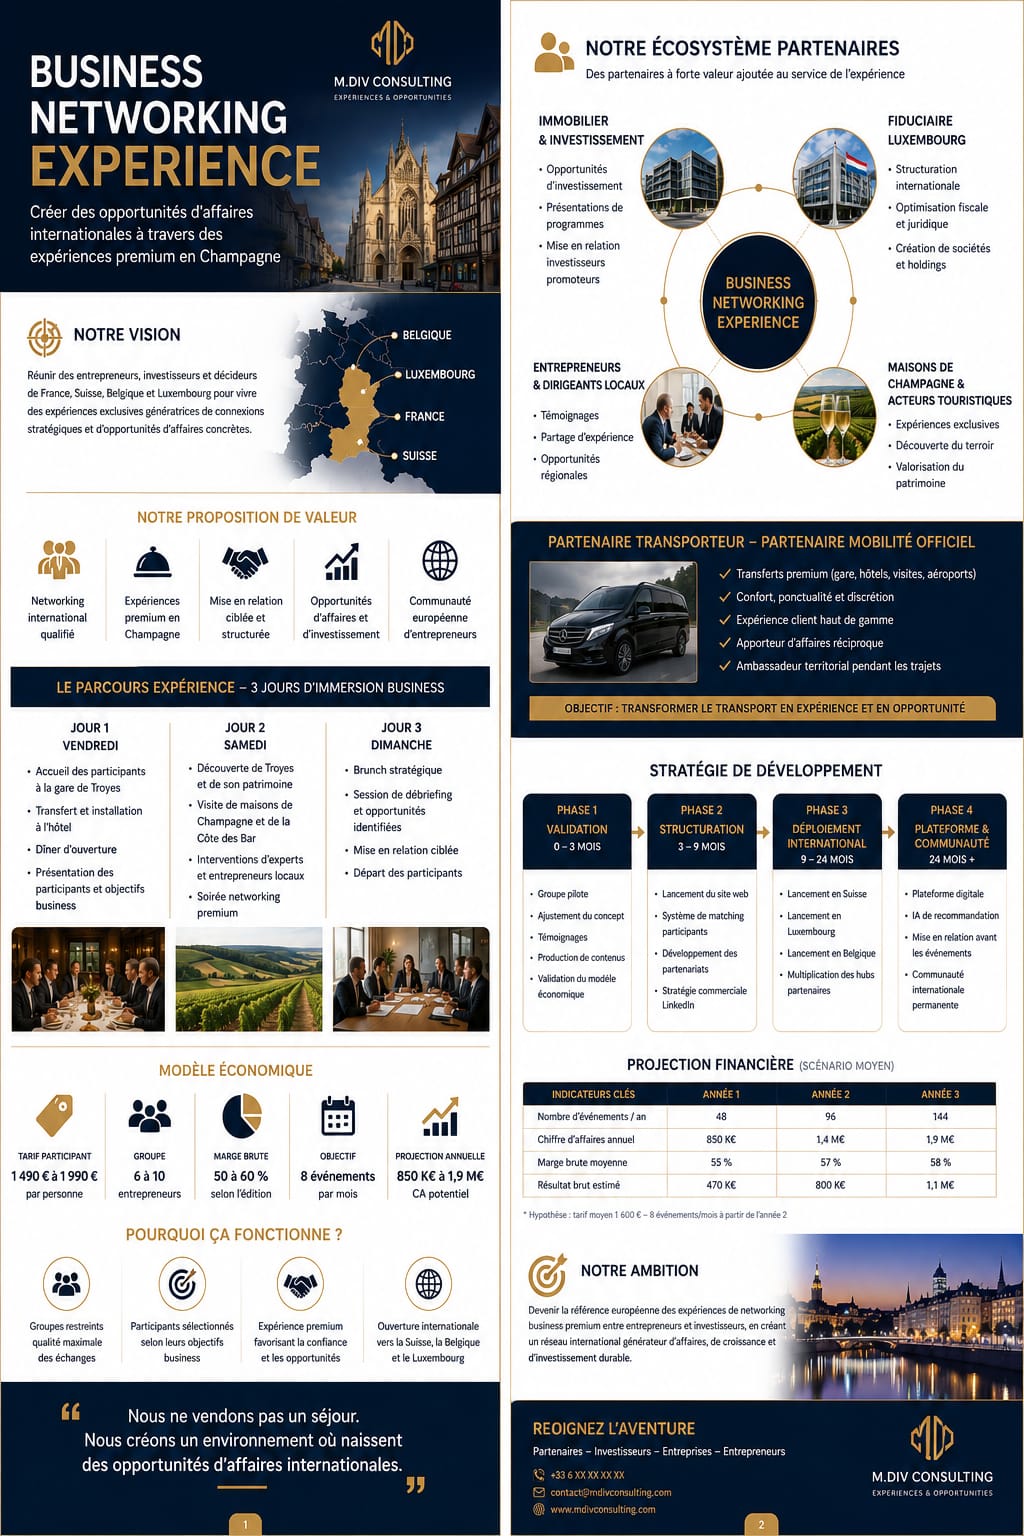 BUSINESS
NETWORKING
EXPERIENCE
M.DIV CONSULTING
EXPERIENCES & OPPORTUNITIES
Créer des opportunités d'affaires
internationales à travers des
expériences premium en Champagne
NOTRE VISION
Réunir des entrepreneurs, investisseurs et décideurs
de France, Suisse, Belgique et Luxembourg pour vivre
des expériences exclusives génératrices de connexions
stratégiques et d'opportunités d'affaires concrètes.
BELGIQUE
LUXEMBOURG
FRANCE
SUISSE
NOTRE PROPOSITION DE VALEUR
Networking
international
qualifié
Expériences
premium en
Champagne
Mise en relation
ciblée et
structurée
Opportunités
d'affaires et
d'investissement
Communauté
européenne
d'entrepreneurs
LE PARCOURS EXPÉRIENCE – 3 JOURS D'IMMERSION BUSINESS
JOUR 1
VENDREDI
• Accueil des participants
à la gare de Troyes
• Transfert et installation
à l'hôtel
• Dîner d'ouverture
• Présentation des
participants et objectifs
business
JOUR 2
SAMEDI
• Découverte de Troyes
et de son patrimoine
• Visite de maisons de
Champagne et de la
Côte des Bar
• Interventions d'experts
et entrepreneurs locaux
• Soirée networking
premium
JOUR 3
DIMANCHE
• Brunch stratégique
• Session de débriefing
et opportunités
identifiées
• Mise en relation ciblée
• Départ des participants
MODÈLE ÉCONOMIQUE
TARIF PARTICIPANT
1 490 € à 1 990 €
par personne
GROUPE
6 à 10
entrepreneurs
MARGE BRUTE
50 à 60 %
selon l'édition
OBJECTIF
8 événements
par mois
PROJECTION ANNUELLE
850 K€ à 1,9 M€
CA potentiel
POURQUOI ÇA FONCTIONNE ?
Groupes restreints
qualité maximale
des échanges
Participants sélectionnés
selon leurs objectifs
business
Expérience premium
favorisant la confiance
et les opportunités
Ouverture internationale
vers la Suisse, la Belgique
et le Luxembourg
“ Nous ne vendons pas un séjour.
Nous créons un environnement où naissent
des opportunités d'affaires internationales. ”
1
NOTRE ÉCOSYSTÈME PARTENAIRES
Des partenaires à forte valeur ajoutée au service de l'expérience
IMMOBILIER
& INVESTISSEMENT
• Opportunités
d'investissement
• Présentations de
programmes
• Mise en relation
investisseurs
promoteurs
FIDUCIAIRE
LUXEMBOURG
• Structuration
internationale
• Optimisation fiscale
et juridique
• Création de sociétés
et holdings
BUSINESS
NETWORKING
EXPERIENCE
ENTREPRENEURS
& DIRIGEANTS LOCAUX
• Témoignages
• Partage d'expérience
• Opportunités
régionales
MAISONS DE
CHAMPAGNE &
ACTEURS TOURISTIQUES
• Expériences exclusives
• Découverte du terroir
• Valorisation du
patrimoine
PARTENAIRE TRANSPORTEUR – PARTENAIRE MOBILITÉ OFFICIEL
✓ Transferts premium (gare, hôtels, visites, aéroports)
✓ Confort, ponctualité et discrétion
✓ Expérience client haut de gamme
✓ Apporteur d'affaires réciproque
✓ Ambassadeur territorial pendant les trajets
OBJECTIF : TRANSFORMER LE TRANSPORT EN EXPÉRIENCE ET EN OPPORTUNITÉ
STRATÉGIE DE DÉVELOPPEMENT
PHASE 1
VALIDATION
0 – 3 MOIS
• Groupe pilote
• Ajustement du concept
• Témoignages
• Production de contenus
• Validation du modèle
économique
PHASE 2
STRUCTURATION
3 – 9 MOIS
• Lancement du site web
• Système de matching
participants
• Développement des
partenariats
• Stratégie commerciale
LinkedIn
PHASE 3
DÉPLOIEMENT
INTERNATIONAL
9 – 24 MOIS
• Lancement en Suisse
• Lancement en
Luxembourg
• Lancement en Belgique
• Multiplication des hubs
partenaires
PHASE 4
PLATEFORME &
COMMUNAUTÉ
24 MOIS +
• Plateforme digitale
• IA de recommandation
• Mise en relation avant
les événements
• Communauté
internationale
permanente
PROJECTION FINANCIÈRE (SCÉNARIO MOYEN)
INDICATEURS CLÉS ANNÉE 1 ANNÉE 2 ANNÉE 3
Nombre d'événements / an 48 96 144
Chiffre d'affaires annuel 850 K€ 1,4 M€ 1,9 M€
Marge brute moyenne 55 % 57 % 58 %
Résultat brut estimé 470 K€ 800 K€ 1,1 M€
* Hypothèse : tarif moyen 1 600 € – 8 événements/mois à partir de l'année 2
NOTRE AMBITION
Devenir la référence européenne des expériences de networking
business premium entre entrepreneurs et investisseurs, en créant
un réseau international générateur d'affaires, de croissance et
d'investissement durable.
REOIGNEZ L'AVENTURE
Partenaires – Investisseurs – Entreprises – Entrepreneurs
+33 6 XX XX XX XX
contact@mdivconsulting.com
www.mdivconsulting.com
M.DIV CONSULTING
EXPERIENCES & OPPORTUNITIES
2